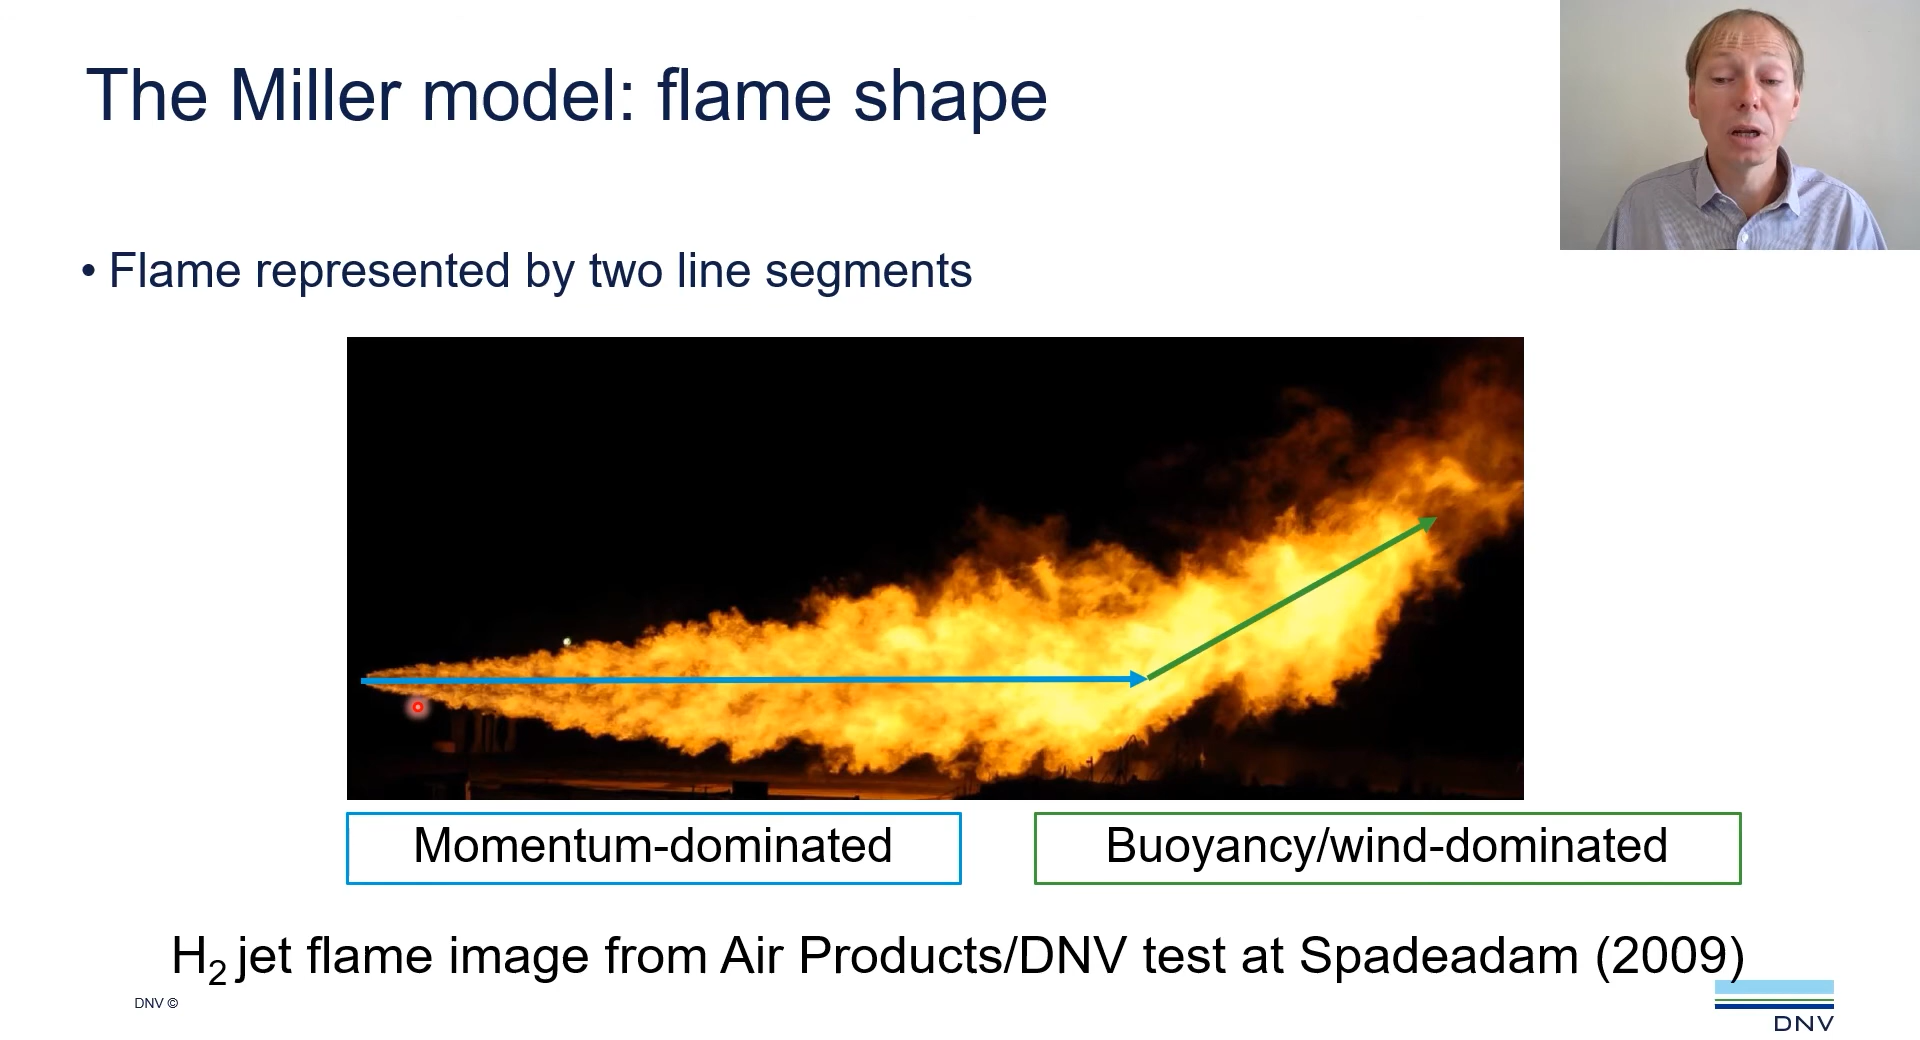 The Miller model: flame shape
• Flame represented by two line segments
Momentum-dominated
Buoyancy/wind-dominated
H₂ jet flame image from Air Products/DNV test at Spadeadam (2009)
DNV ©
DNV